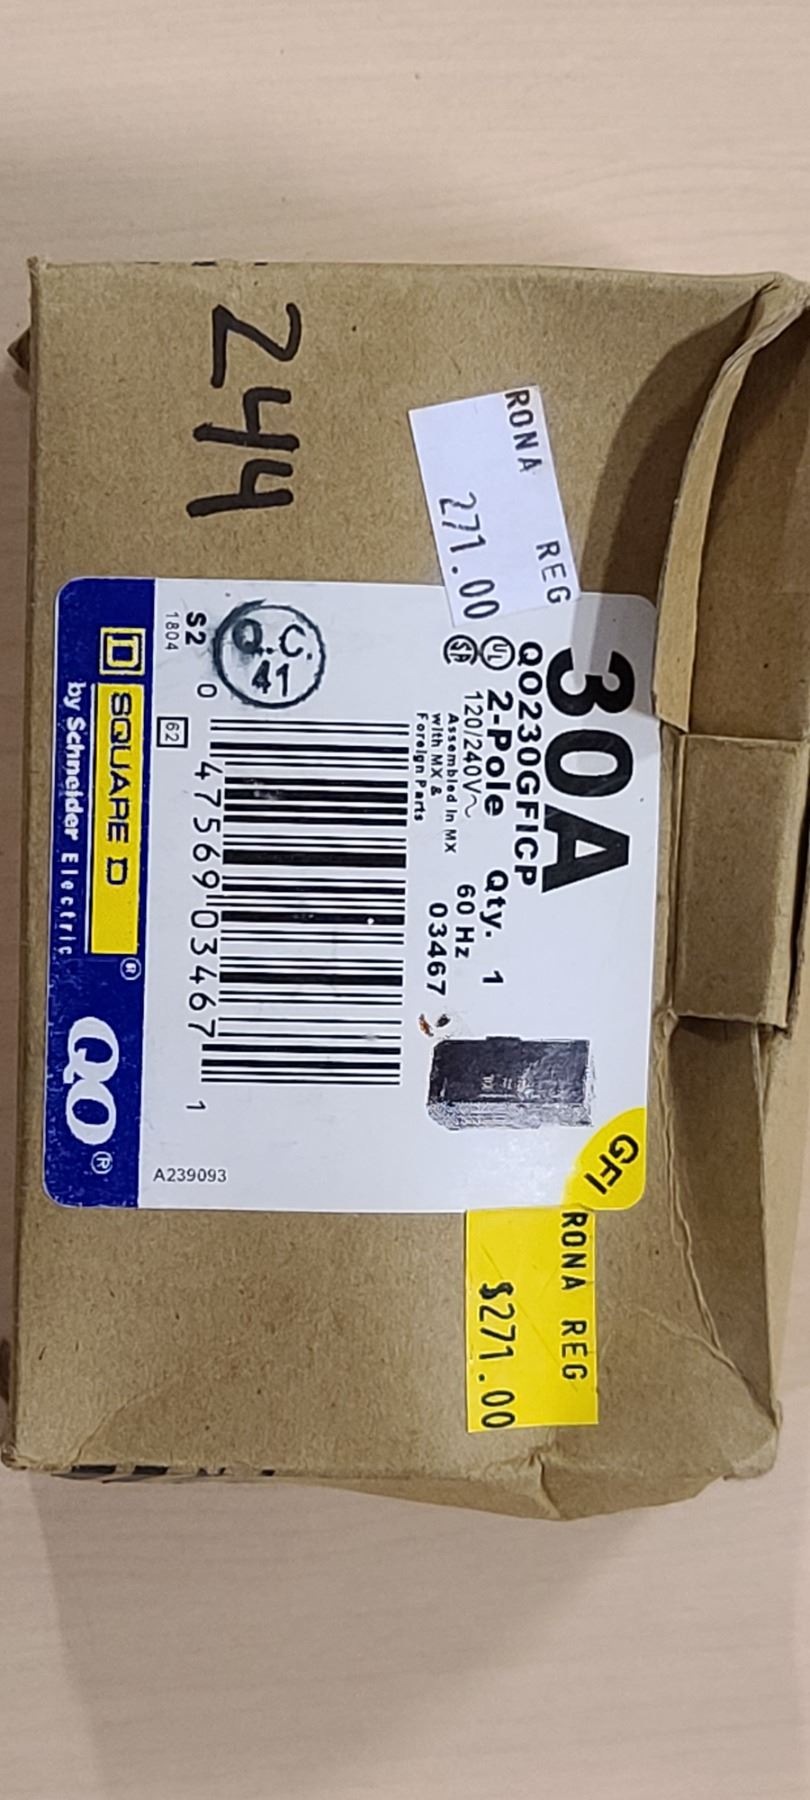 244
RONA REG
271.00
30A
QO230GFICP
2-Pole Qty. 1
120/240V~ 60 Hz
Assembled in MX
with MX &
Foreign Parts
03467
UL
SA
GFI
Q.C.
41
S2
1804
62
0 47569 03467 1
A239093
D SQUARE D®
by Schneider Electric
QO®
RONA REG
$271.00